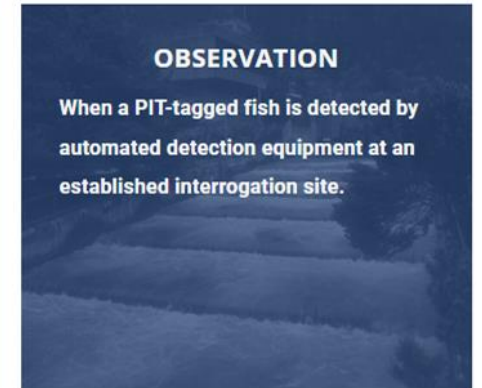 OBSERVATION
When a PIT-tagged fish is detected by
automated detection equipment at an
established interrogation site.